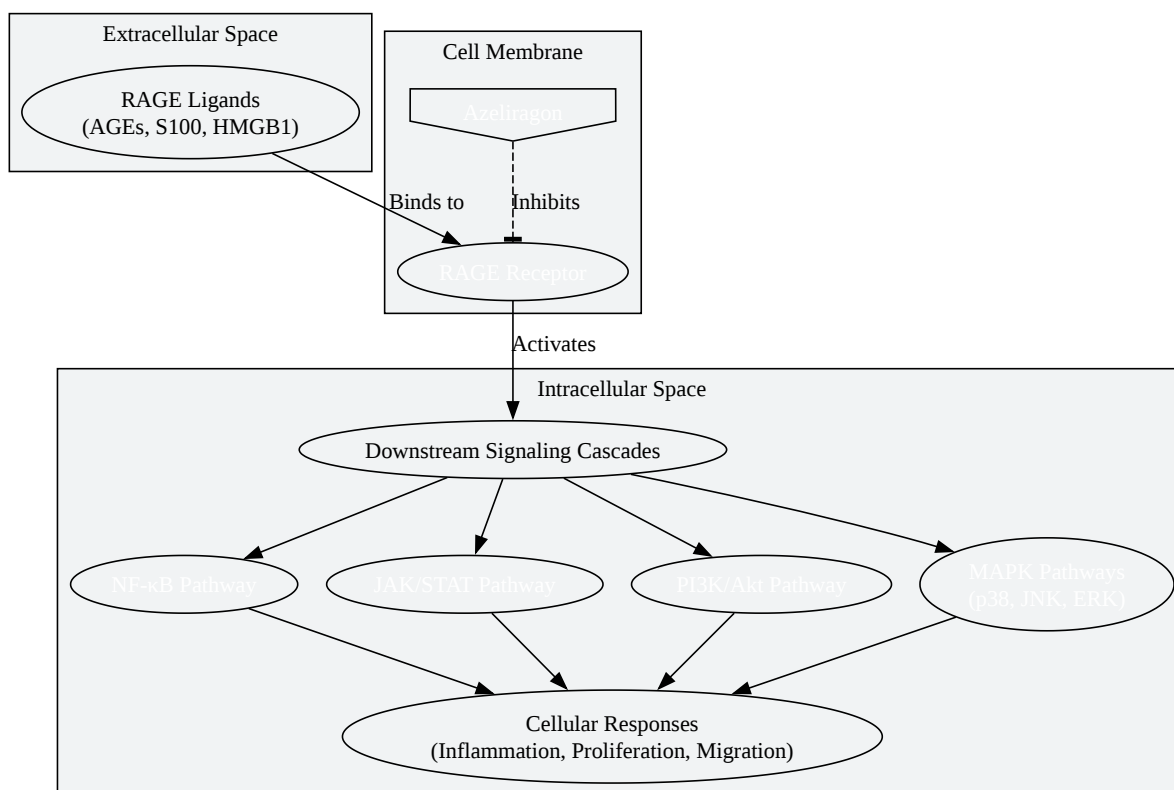 Extracellular Space
RAGE Ligands
(AGEs, S100, HMGB1)
Cell Membrane
Azeliragon
Binds to
Inhibits
RAGE Receptor
Activates
Intracellular Space
Downstream Signaling Cascades
NF-κB Pathway
JAK/STAT Pathway
PI3K/Akt Pathway
MAPK Pathways
(p38, JNK, ERK)
Cellular Responses
(Inflammation, Proliferation, Migration)